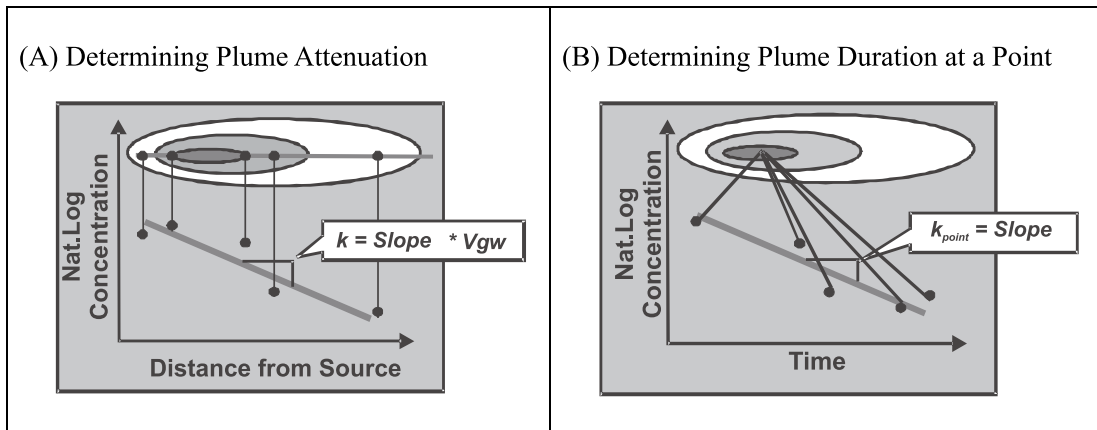 (A) Determining Plume Attenuation
Nat.Log
Concentration
k = Slope * Vgw
Distance from Source
(B) Determining Plume Duration at a Point
Nat.Log
Concentration
kpoint = Slope
Time